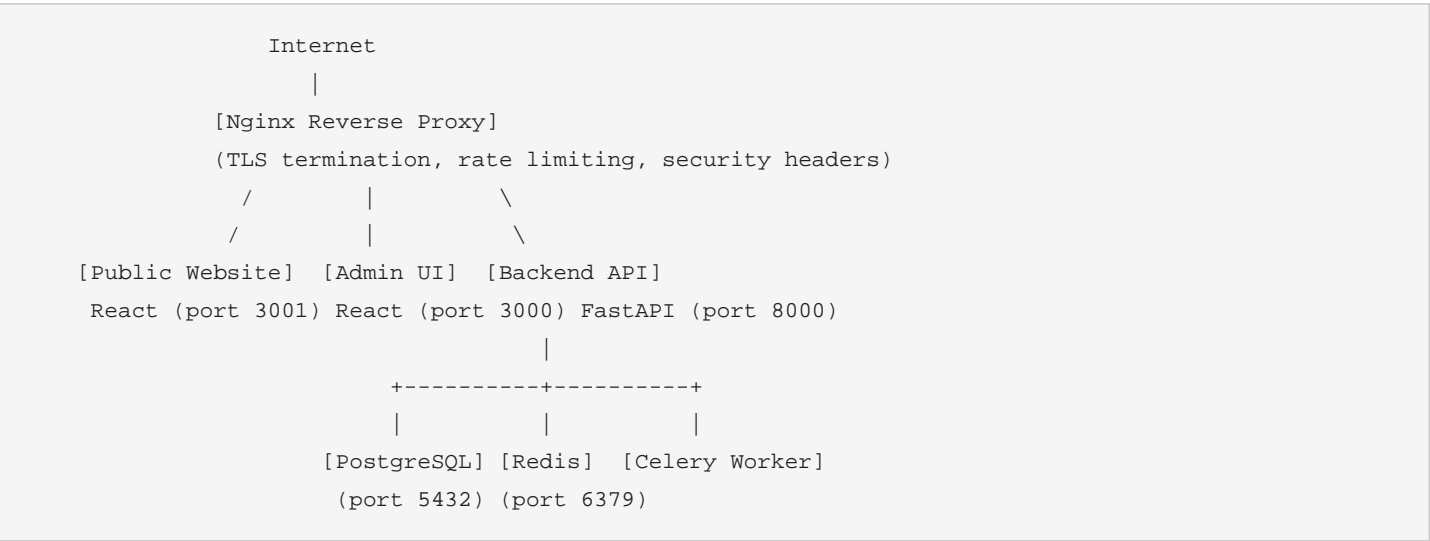 Internet
|
[Nginx Reverse Proxy]
(TLS termination, rate limiting, security headers)
/ | \
/ | \
[Public Website] [Admin UI] [Backend API]
React (port 3001) React (port 3000) FastAPI (port 8000)
|
+----------+----------+
| | |
[PostgreSQL] [Redis] [Celery Worker]
(port 5432) (port 6379)